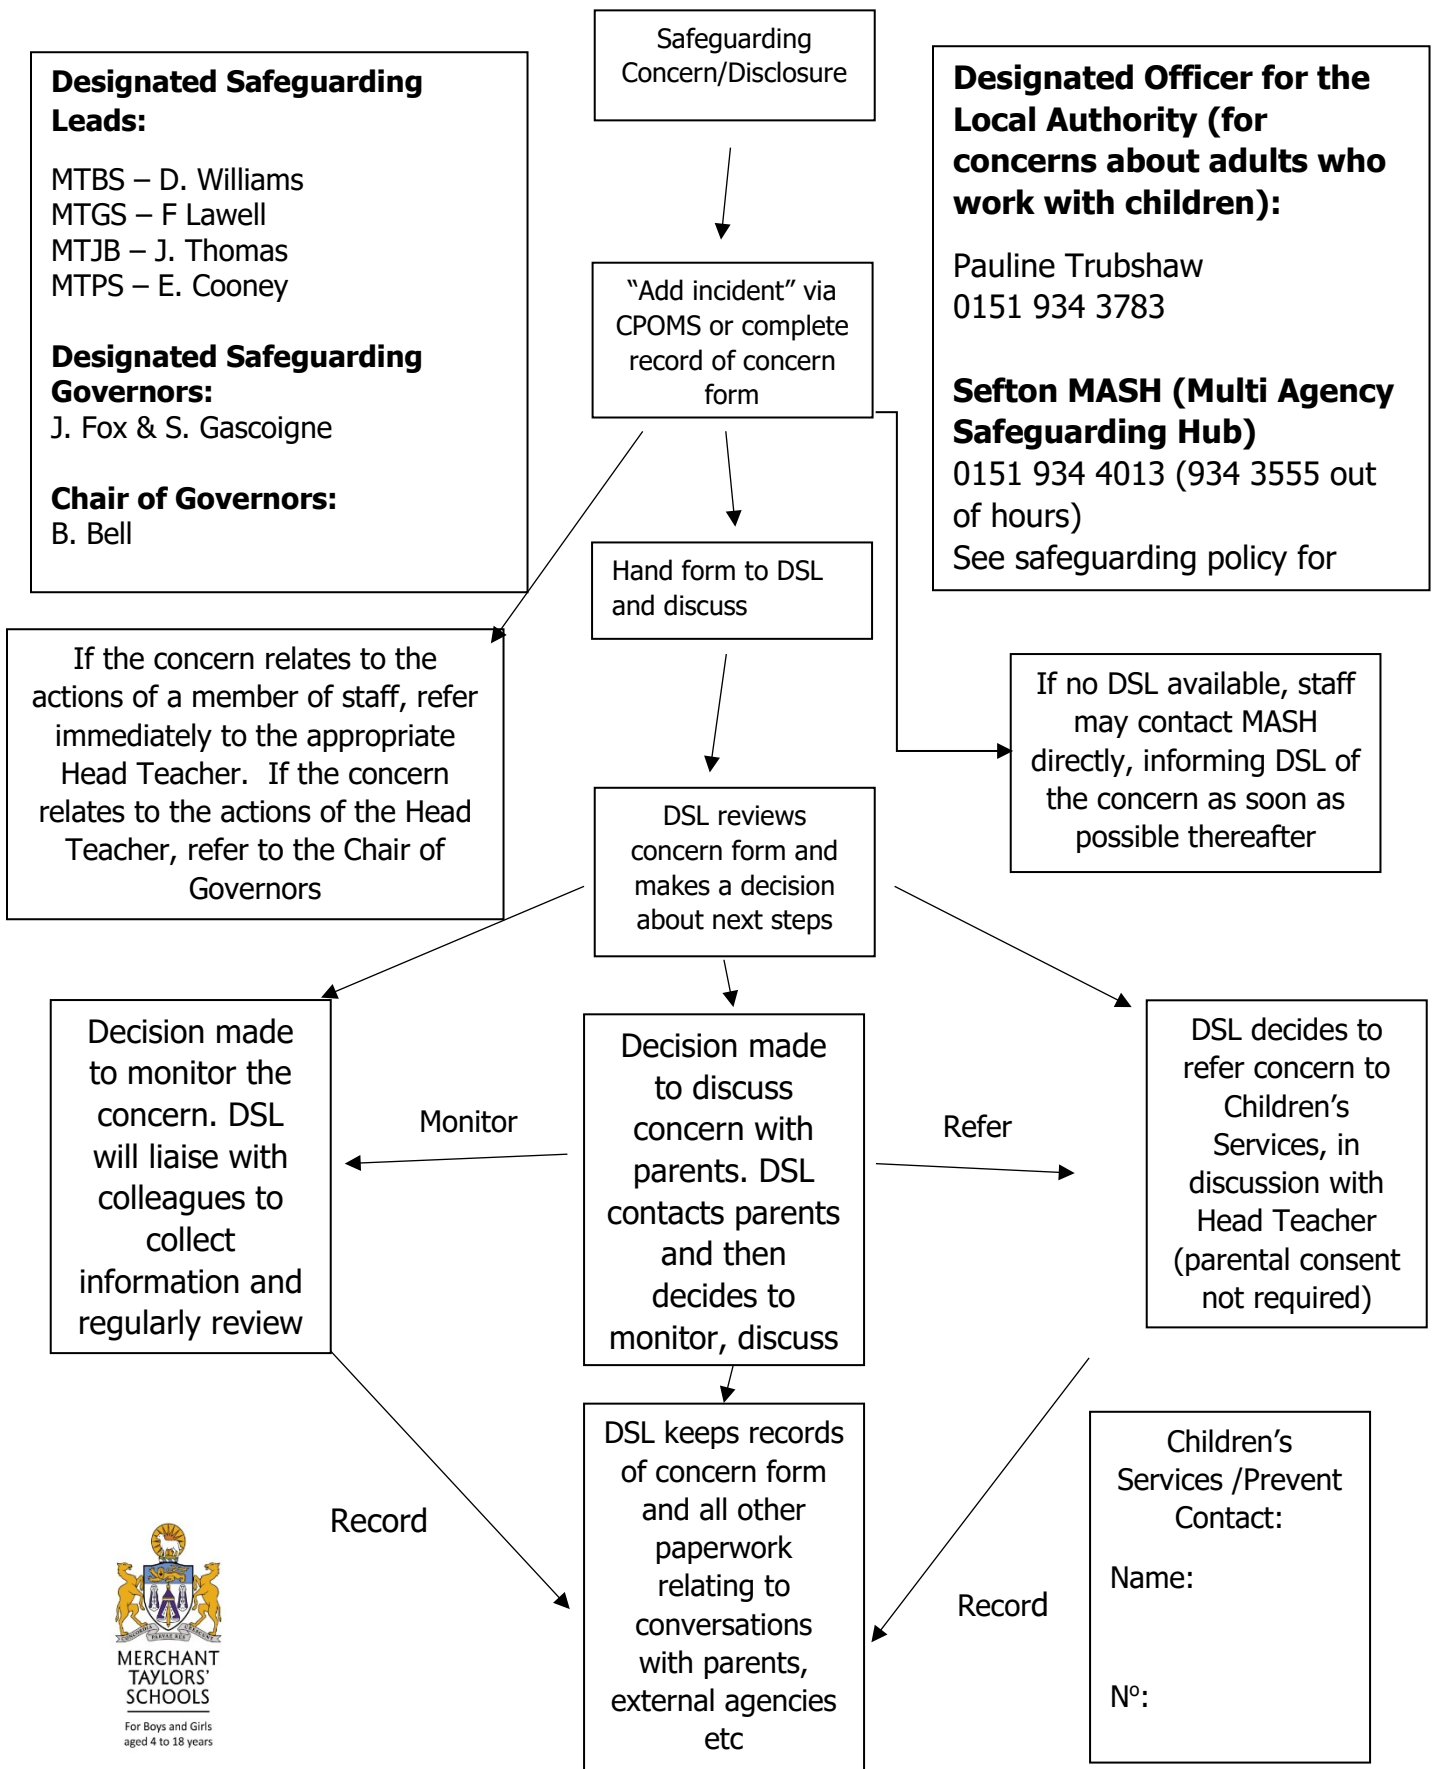 Safeguarding
Concern/Disclosure
Designated Safeguarding
Leads:
MTBS – D. Williams
MTGS – F Lawell
MTJB – J. Thomas
MTPS – E. Cooney
Designated Safeguarding
Governors:
J. Fox & S. Gascoigne
Chair of Governors:
B. Bell
Designated Officer for the
Local Authority (for
concerns about adults who
work with children):
Pauline Trubshaw
0151 934 3783
Sefton MASH (Multi Agency
Safeguarding Hub)
0151 934 4013 (934 3555 out
of hours)
See safeguarding policy for
“Add incident” via
CPOMS or complete
record of concern
form
Hand form to DSL
and discuss
If the concern relates to the
actions of a member of staff, refer
immediately to the appropriate
Head Teacher.  If the concern
relates to the actions of the Head
Teacher, refer to the Chair of
Governors
If no DSL available, staff
may contact MASH
directly, informing DSL of
the concern as soon as
possible thereafter
DSL reviews
concern form and
makes a decision
about next steps
Decision made
to monitor the
concern. DSL
will liaise with
colleagues to
collect
information and
regularly review
Monitor
Decision made
to discuss
concern with
parents. DSL
contacts parents
and then
decides to
monitor, discuss
Refer
DSL decides to
refer concern to
Children’s
Services, in
discussion with
Head Teacher
(parental consent
not required)
Record
DSL keeps records
of concern form
and all other
paperwork
relating to
conversations
with parents,
external agencies
etc
Record
Children’s
Services /Prevent
Contact:
Name:
Nº:
CONCORDIA PARVAE RES CRESCUNT
MERCHANT
TAYLORS’
SCHOOLS
For Boys and Girls
aged 4 to 18 years